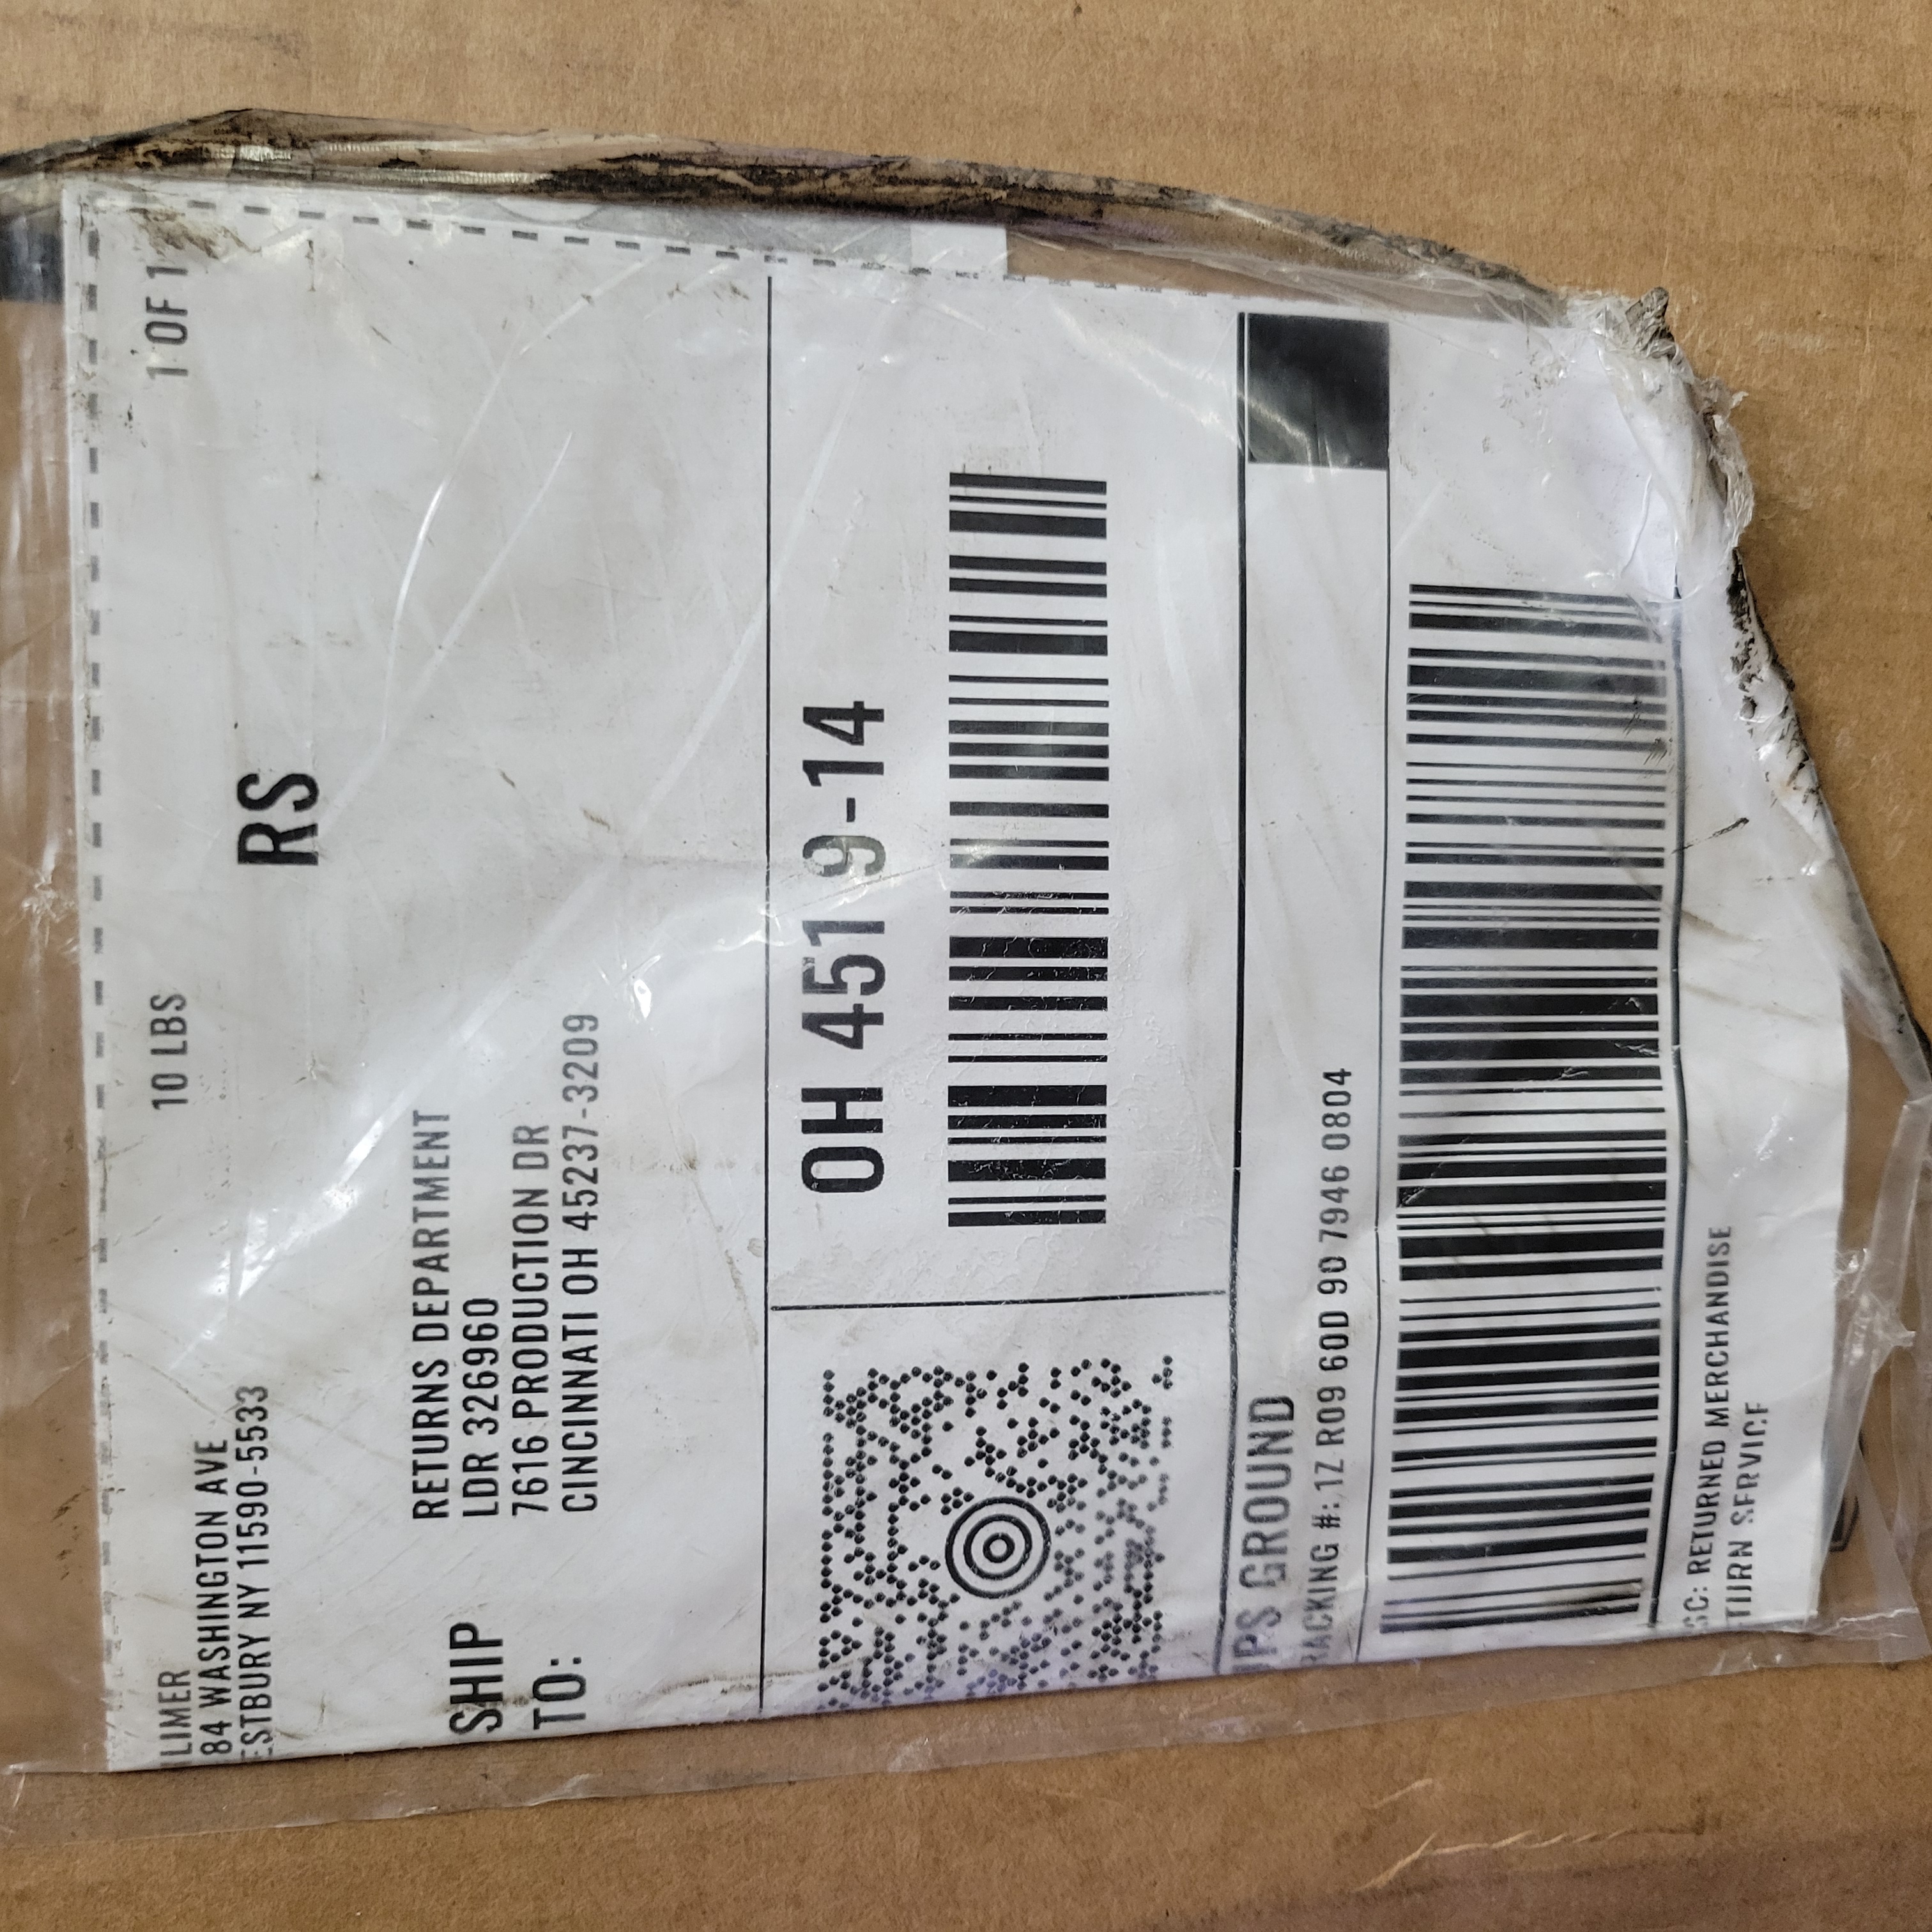 LIMER
84 WASHINGTON AVE
ESTBURY NY 11590-5533
10 LBS
1 OF 1
RS
SHIP
TO:
RETURNS DEPARTMENT
LDR 326960
7616 PRODUCTION DR
CINCINNATI OH 45237-3209
OH 451 9-14
UPS GROUND
RACKING #: 1Z R09 60D 90 7946 0804
SC: RETURNED MERCHANDISE
TURN SERVICE